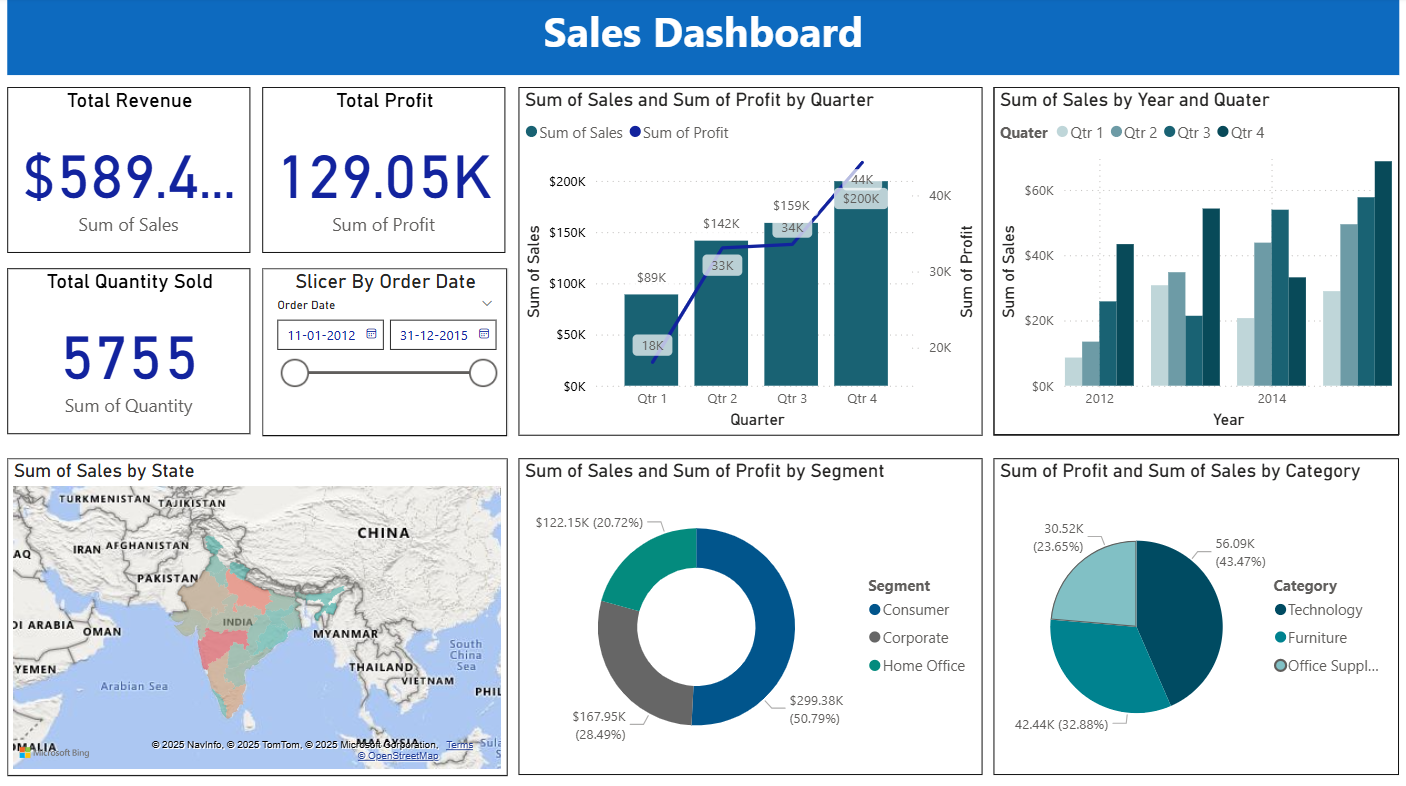 Sales Dashboard
Total Revenue
$589.4...
Sum of Sales
Total Profit
129.05K
Sum of Profit
Total Quantity Sold
5755
Sum of Quantity
Slicer By Order Date
Order Date
11-01-2012
31-12-2015
Sum of Sales and Sum of Profit by Quarter
Sum of Sales
Sum of Profit
$200K
$150K
$100K
$50K
$0K
Sum of Sales
$89K
$142K
$159K
$200K
18K
33K
34K
44K
40K
30K
20K
Sum of Profit
Qtr 1
Qtr 2
Qtr 3
Qtr 4
Quarter
Sum of Sales by Year and Quater
Quater
Qtr 1
Qtr 2
Qtr 3
Qtr 4
$60K
$40K
$20K
$0K
Sum of Sales
2012
2014
Year
Sum of Sales by State
TURKMENISTAN
TAJIKISTAN
CHINA
AQ
IRAN
AFGHANISTAN
PAKISTAN
DI ARABIA
OMAN
INDIA
MYANMAR
YEMEN
Arabian Sea
THAILAND
VIETNAM
South
China
Sea
PHIL
MALIA
MALAYSIA
Sula
Microsoft Bing
© 2025 NavInfo, © 2025 TomTom, © 2025 Microsoft Corporation,
Terms
© OpenStreetMap
Sum of Sales and Sum of Profit by Segment
$122.15K (20.72%)
$167.95K
(28.49%)
$299.38K
(50.79%)
Segment
Consumer
Corporate
Home Office
Sum of Profit and Sum of Sales by Category
30.52K
(23.65%)
56.09K
(43.47%)
42.44K (32.88%)
Category
Technology
Furniture
Office Suppl...